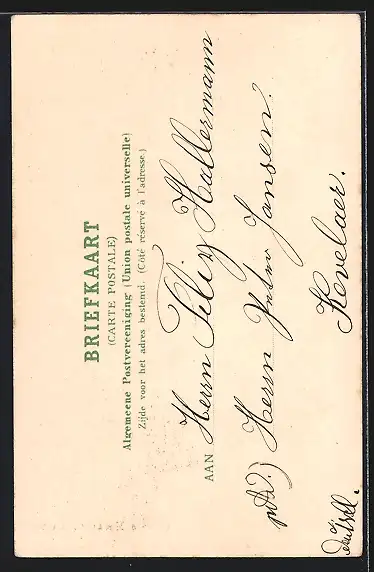 BRIEFKAART
(CARTE POSTALE)
Algemeene Postvereeniging (Union postale universelle)
Zijde voor het adres bestemd. (Côté réservé à l'adresse.)
AAN Herrn Felix Hallermann
Herrn Peter Jansen.
Kevelaer.